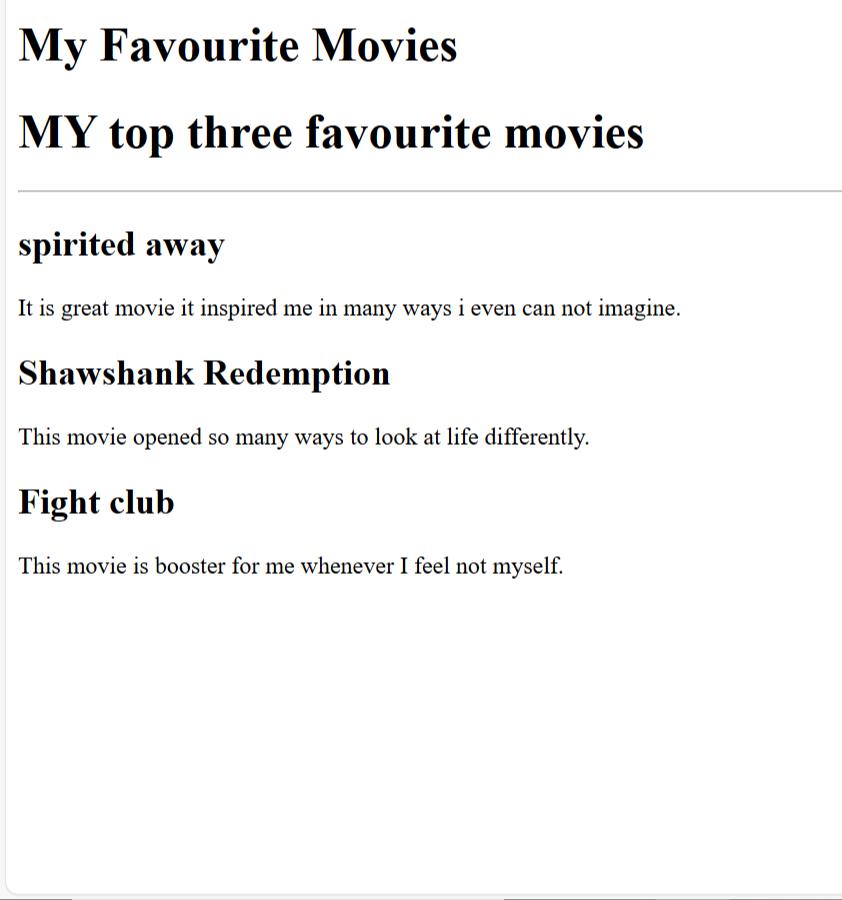 My Favourite Movies
MY top three favourite movies
spirited away
It is great movie it inspired me in many ways i even can not imagine.
Shawshank Redemption
This movie opened so many ways to look at life differently.
Fight club
This movie is booster for me whenever I feel not myself.